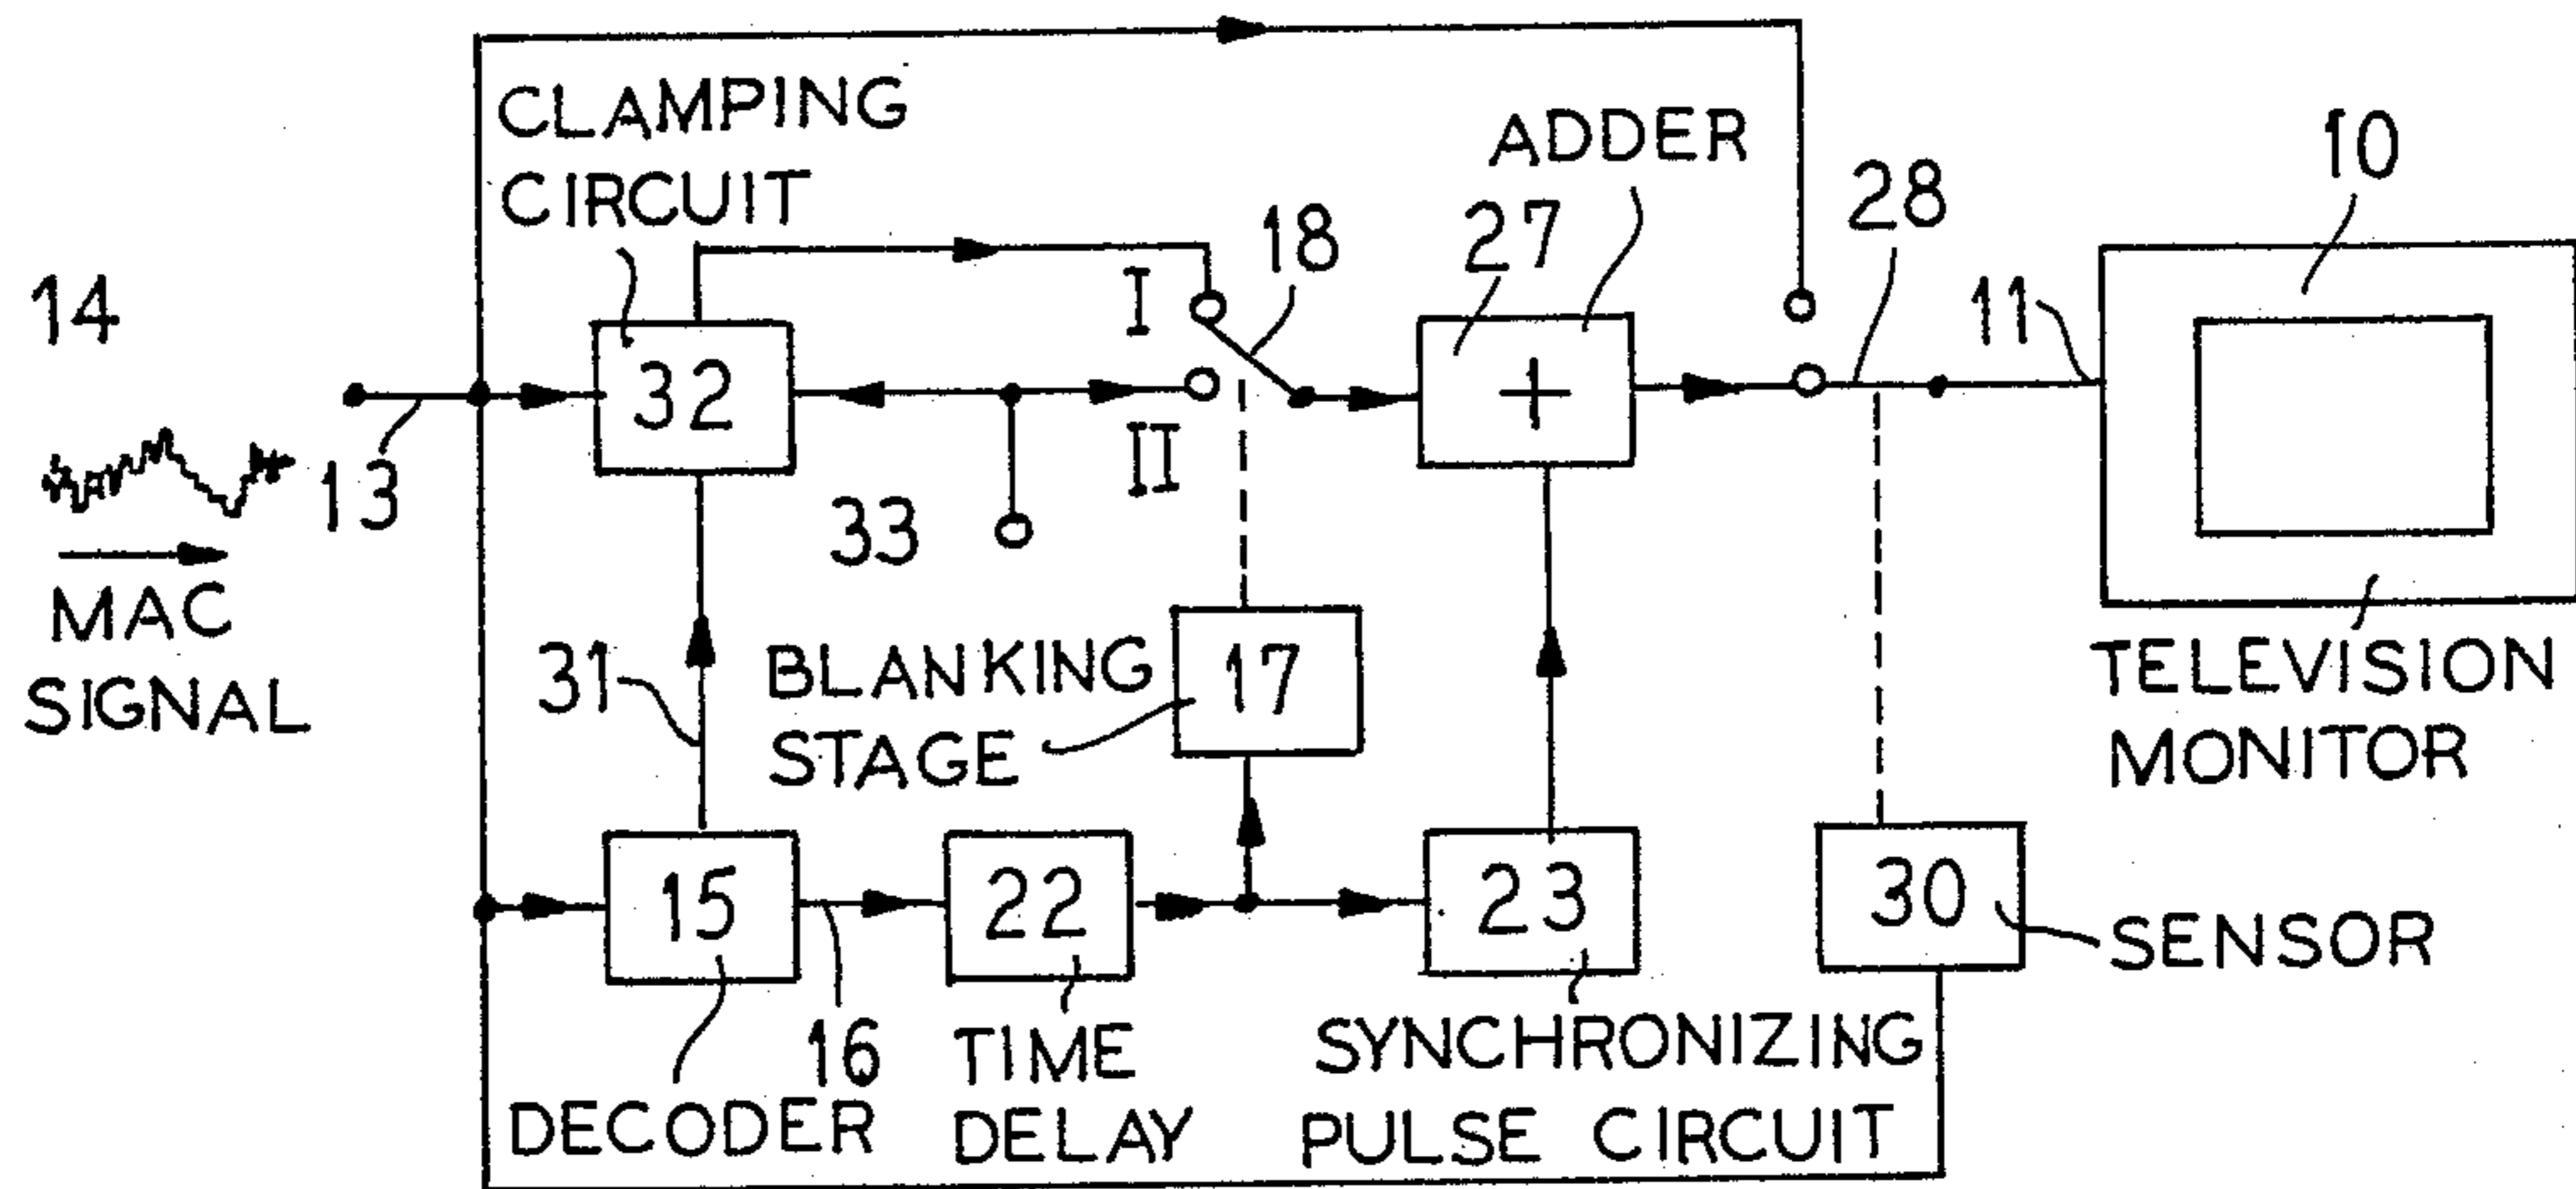 CLAMPING
CIRCUIT
ADDER
10
14
I
18
27
28
11
32
+
13
II
33
MAC
SIGNAL
31
BLANKING
STAGE
17
TELEVISION
MONITOR
15
22
23
30
SENSOR
16
DECODER
TIME
DELAY
SYNCHRONIZING
PULSE CIRCUIT